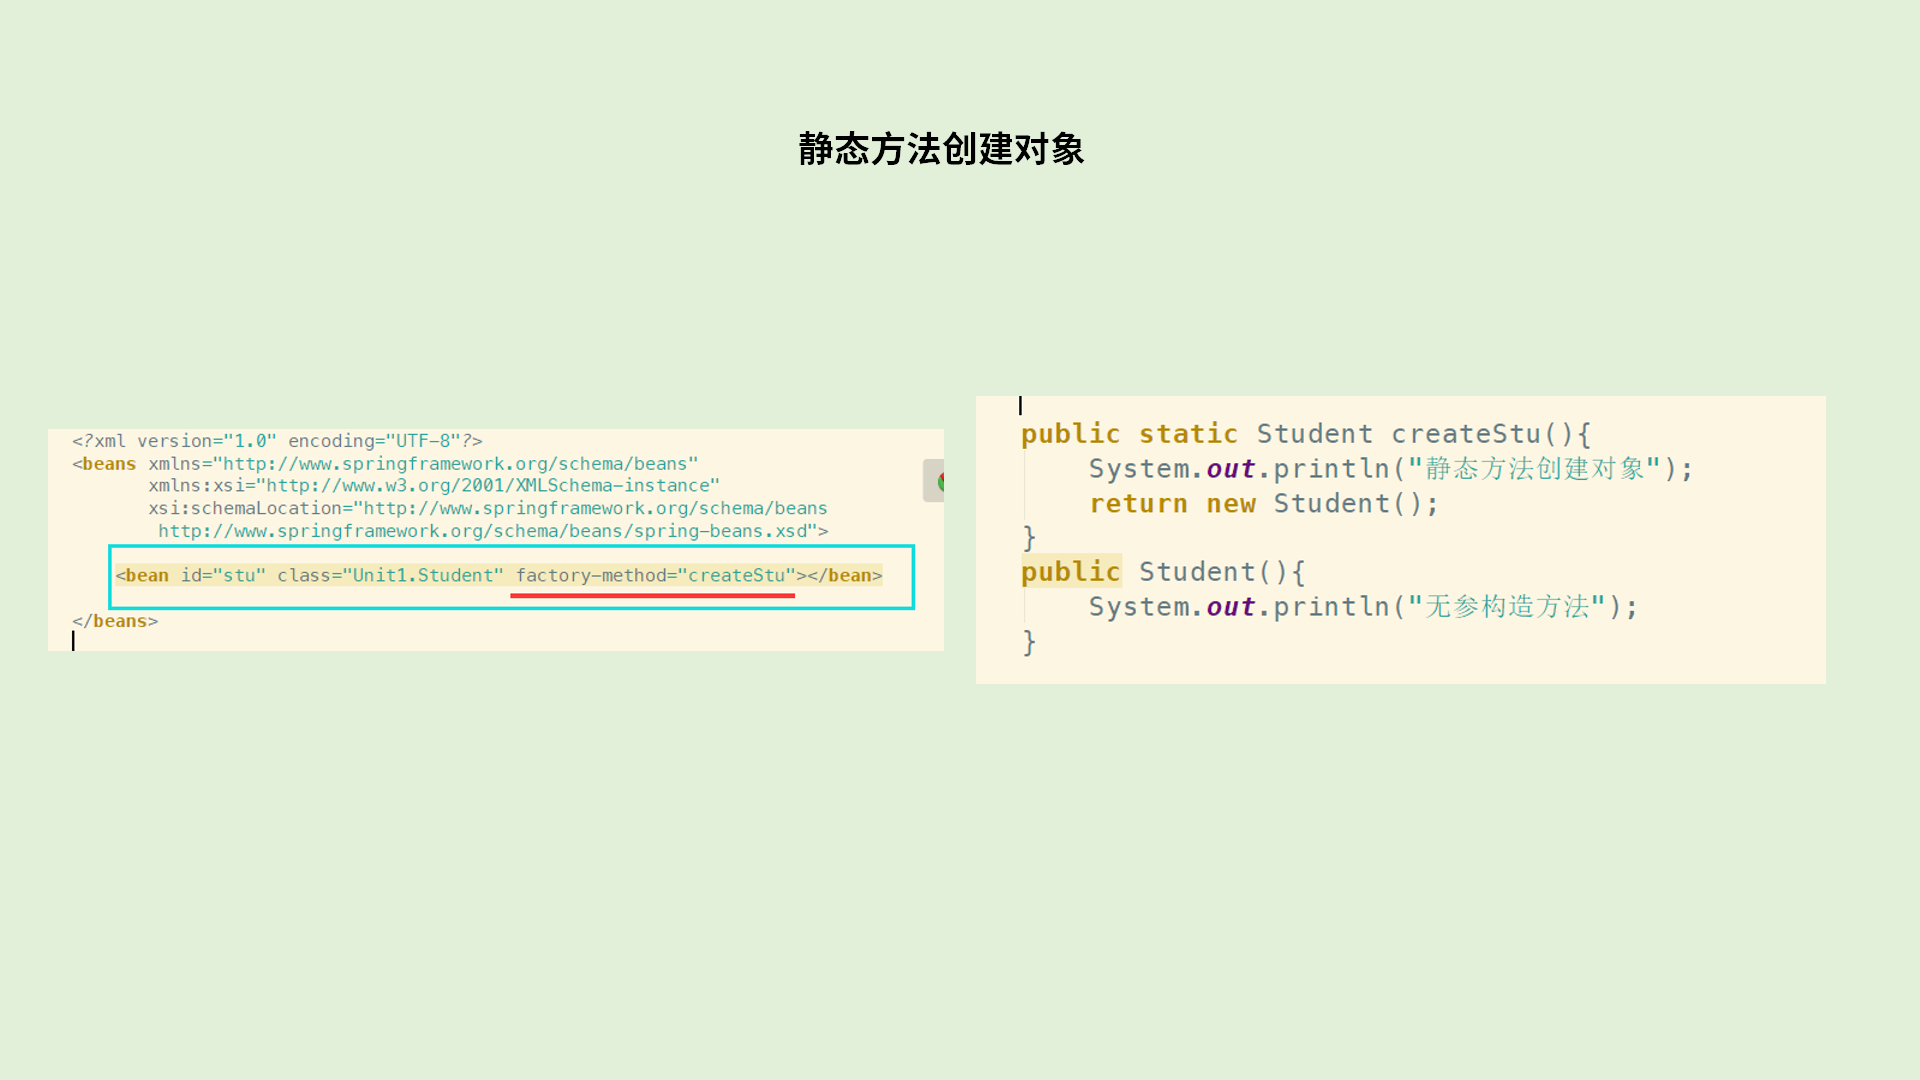 静态方法创建对象
<?xml version="1.0" encoding="UTF-8"?>
<beans xmlns="http://www.springframework.org/schema/beans"
xmlns:xsi="http://www.w3.org/2001/XMLSchema-instance"
xsi:schemaLocation="http://www.springframework.org/schema/beans
http://www.springframework.org/schema/beans/spring-beans.xsd">
<bean id="stu" class="Unit1.Student" factory-method="createStu"></bean>
</beans>
public static Student createStu(){
System.out.println("静态方法创建对象");
return new Student();
}
public Student(){
System.out.println("无参构造方法");
}